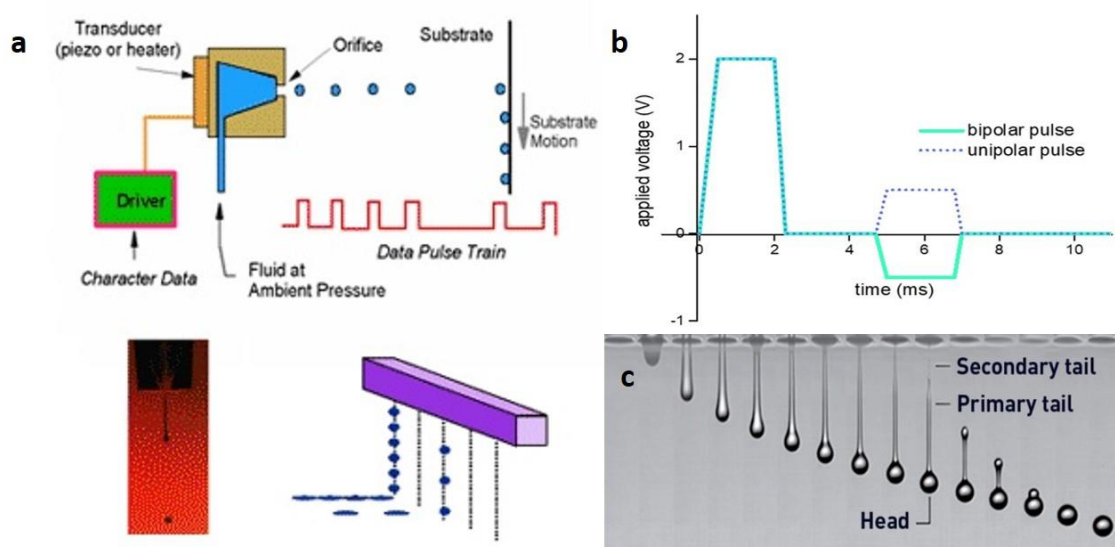 a
Transducer
(piezo or heater)
Orifice
Substrate
Substrate
Motion
Driver
Data Pulse Train
Character Data
Fluid at
Ambient Pressure
b
applied voltage (V)
2
1
0
-1
bipolar pulse
unipolar pulse
0
2
4
6
8
10
time (ms)
c
Secondary tail
Primary tail
Head